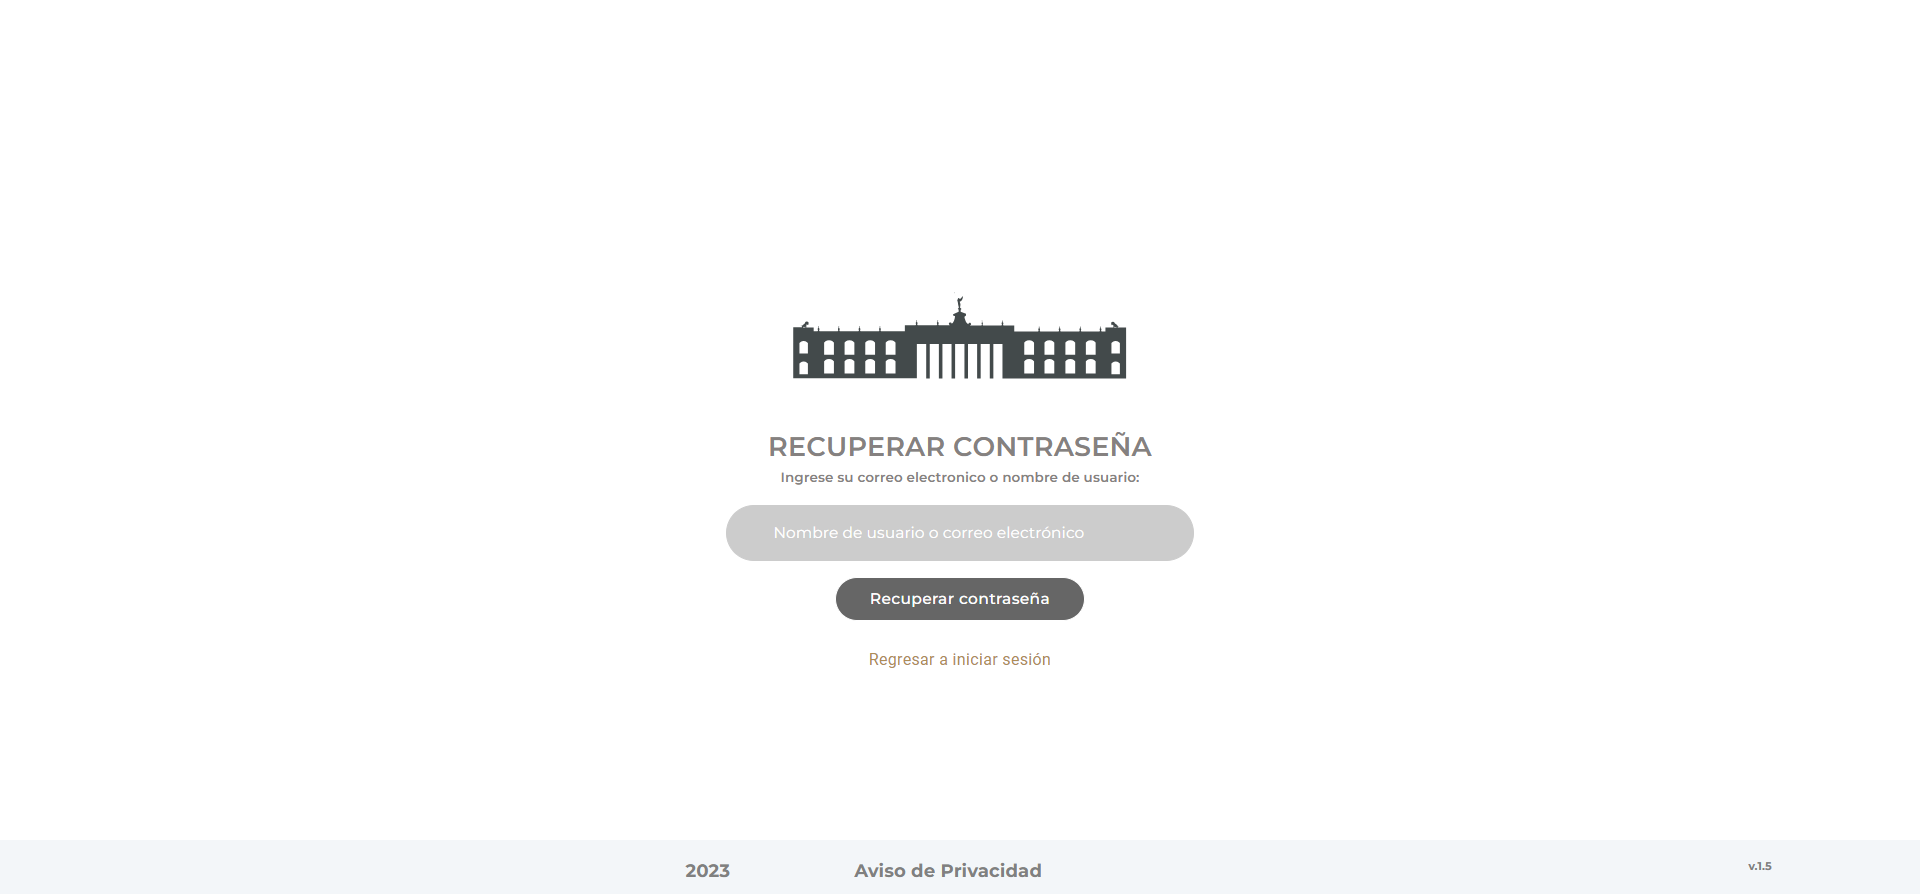 RECUPERAR CONTRASEÑA
Ingrese su correo electronico o nombre de usuario:
Nombre de usuario o correo electrónico
Recuperar contraseña
Regresar a iniciar sesión
2023
Aviso de Privacidad
v.1.5